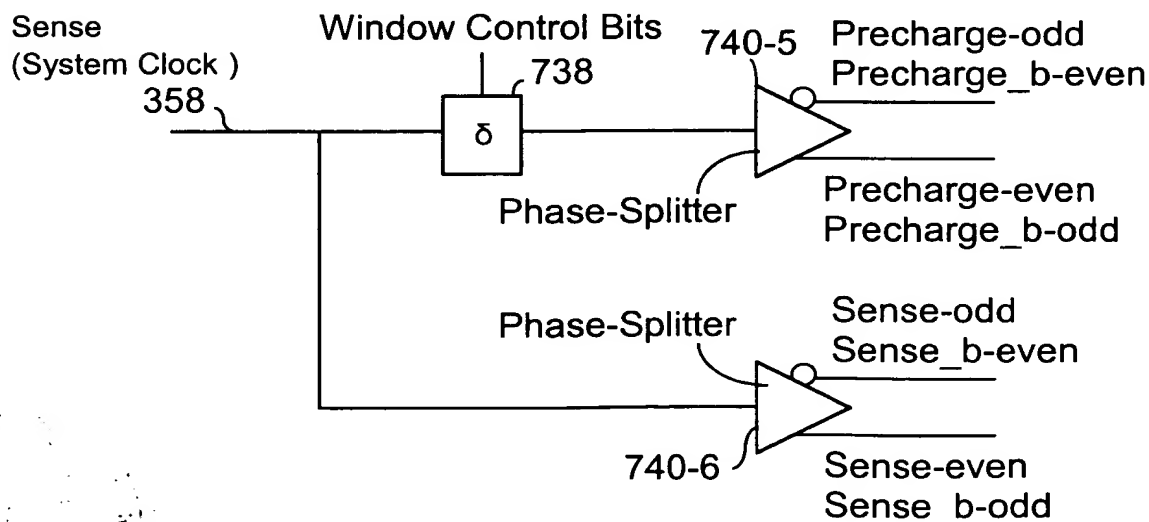 Sense
(System Clock )
358
Window Control Bits
738
δ
740-5
Precharge-odd
Precharge_b-even
Phase-Splitter
Precharge-even
Precharge_b-odd
Phase-Splitter
Sense-odd
Sense_b-even
740-6
Sense-even
Sense_b-odd